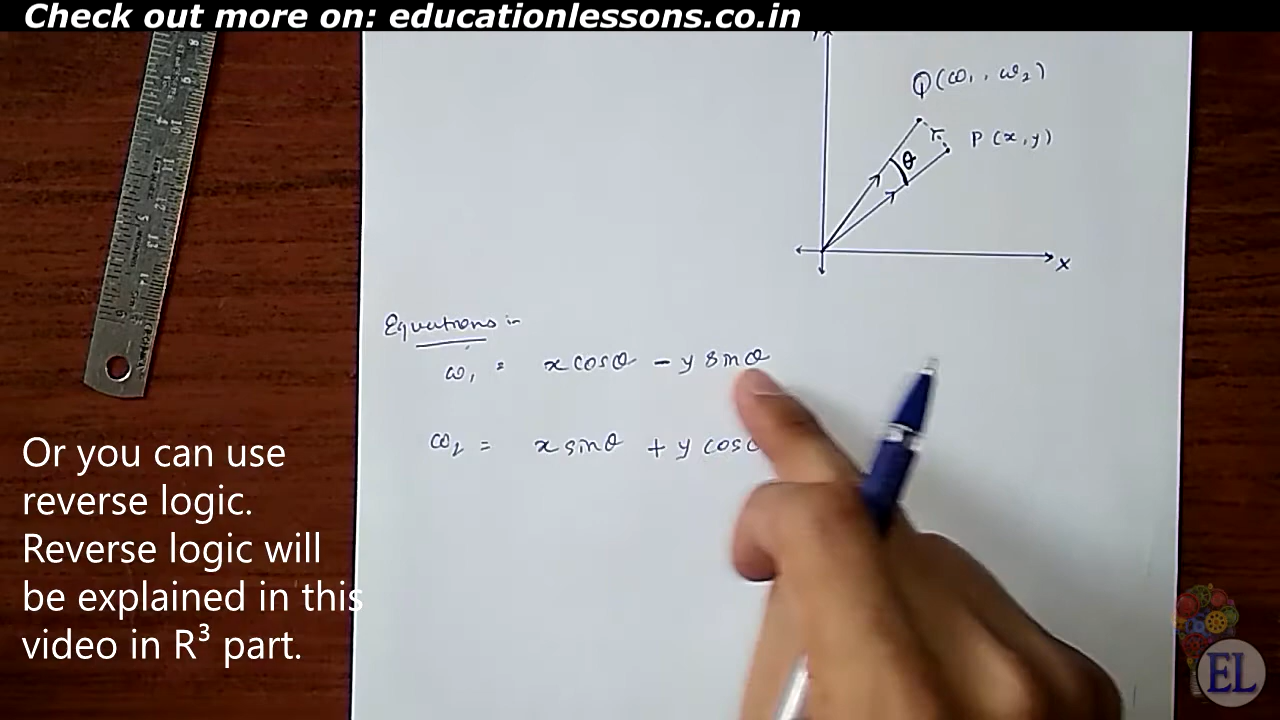 Check out more on: educationlessons.co.in
Y
Q(ω₁, ω₂)
P (x,y)
θ
X
Equations :-
ω₁ = x cosθ - y sinθ
ω₂ = x sinθ + y cos
Or you can use
reverse logic.
Reverse logic will
be explained in this
video in R³ part.
EL